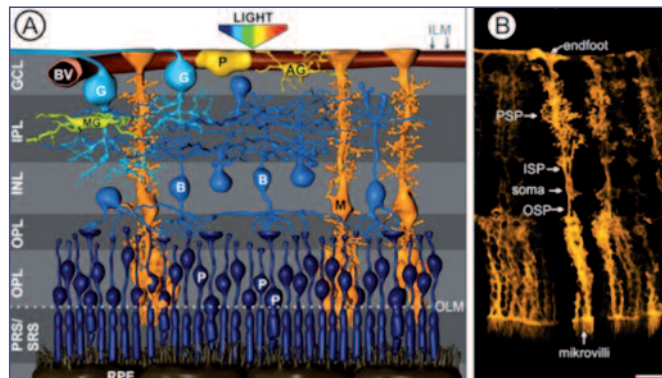 A
LIGHT
ILM
GCL
BV
G
G
P
AG
IPL
MG
INL
B
B
M
OPL
OPL
P
P
P
OLM
PRS/
SRS
RPE
B
endfoot
PSP
ISP
soma
OSP
mikrovilli